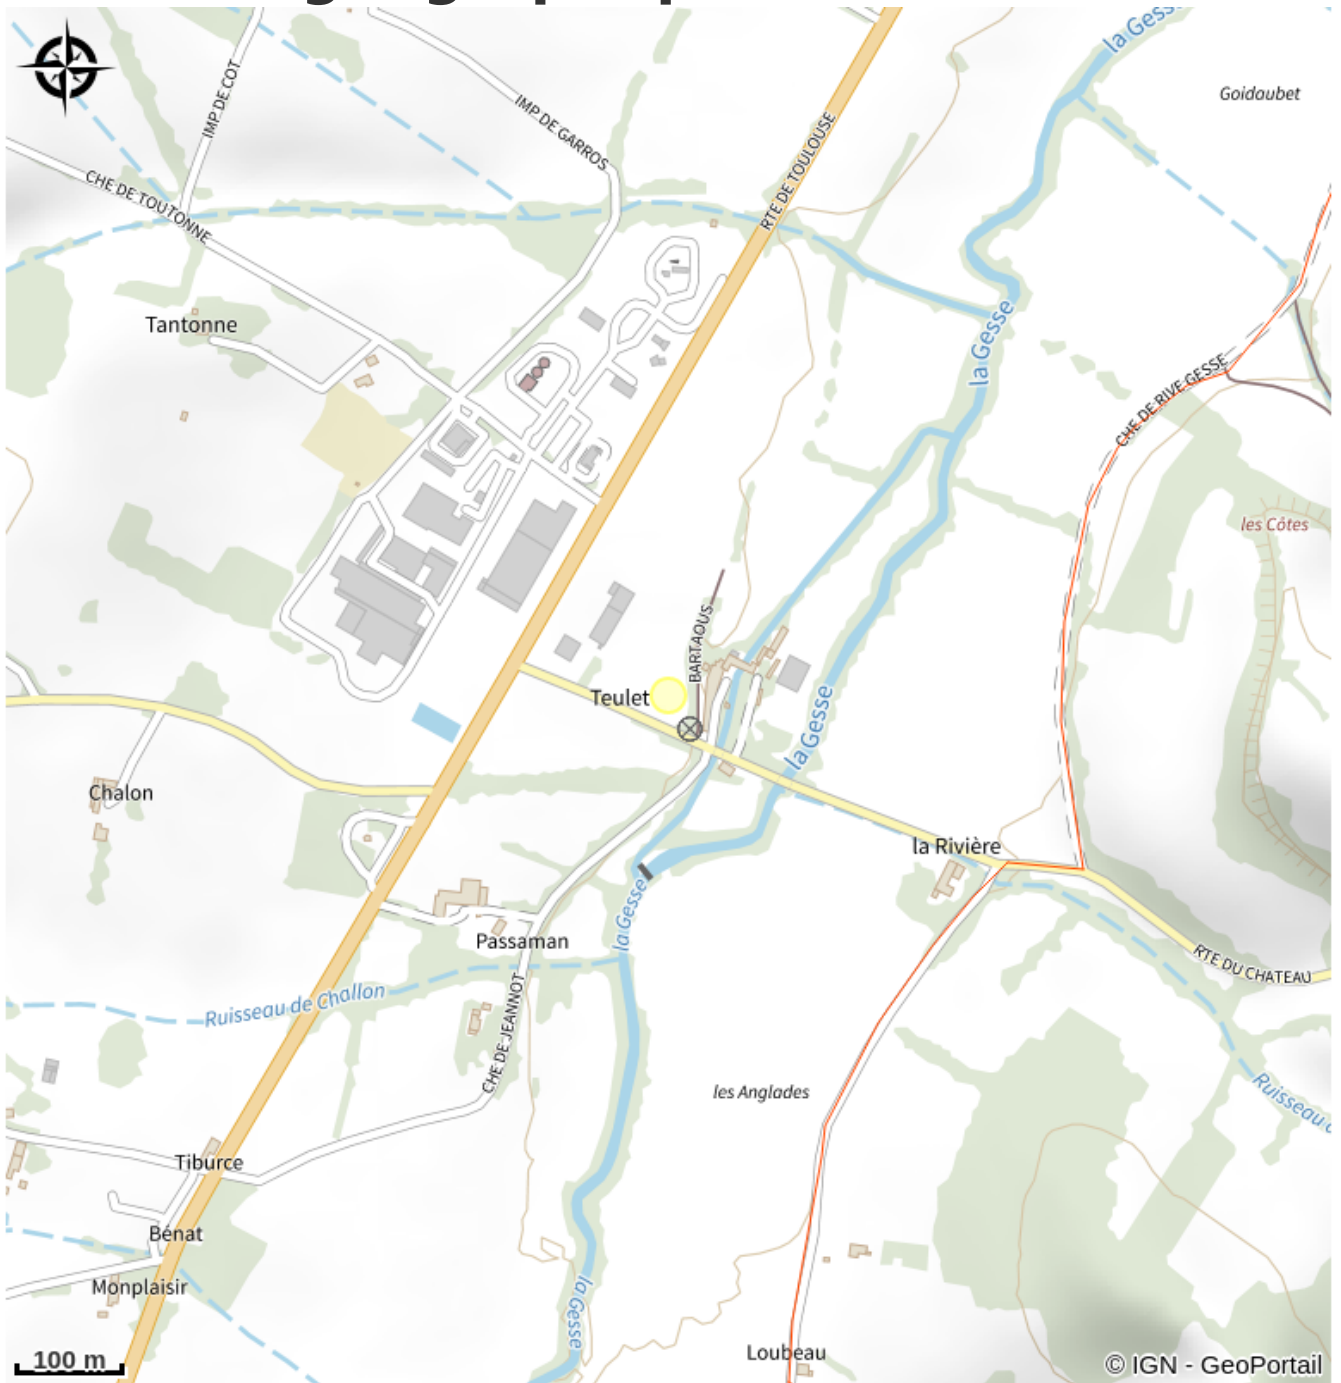 la Gesse
Goidaubet
IMP. DE COT
IMP. DE GARROS
RTE DE TOULOUSE
CHE DE TOUTONNE
Tantonne
la Gesse
CHE DE RIVE GESSE
les Côtes
BARTAOUS
Teulet
la Gesse
Chalon
la Rivière
la Gesse
Passaman
RTE DU CHATEAU
Ruisseau de Challon
CHE DE JEANNOT
les Anglades
Ruisseau
Tiburce
Bénat
Monplaisir
la Gesse
Loubeau
100 m
© IGN - GeoPortail